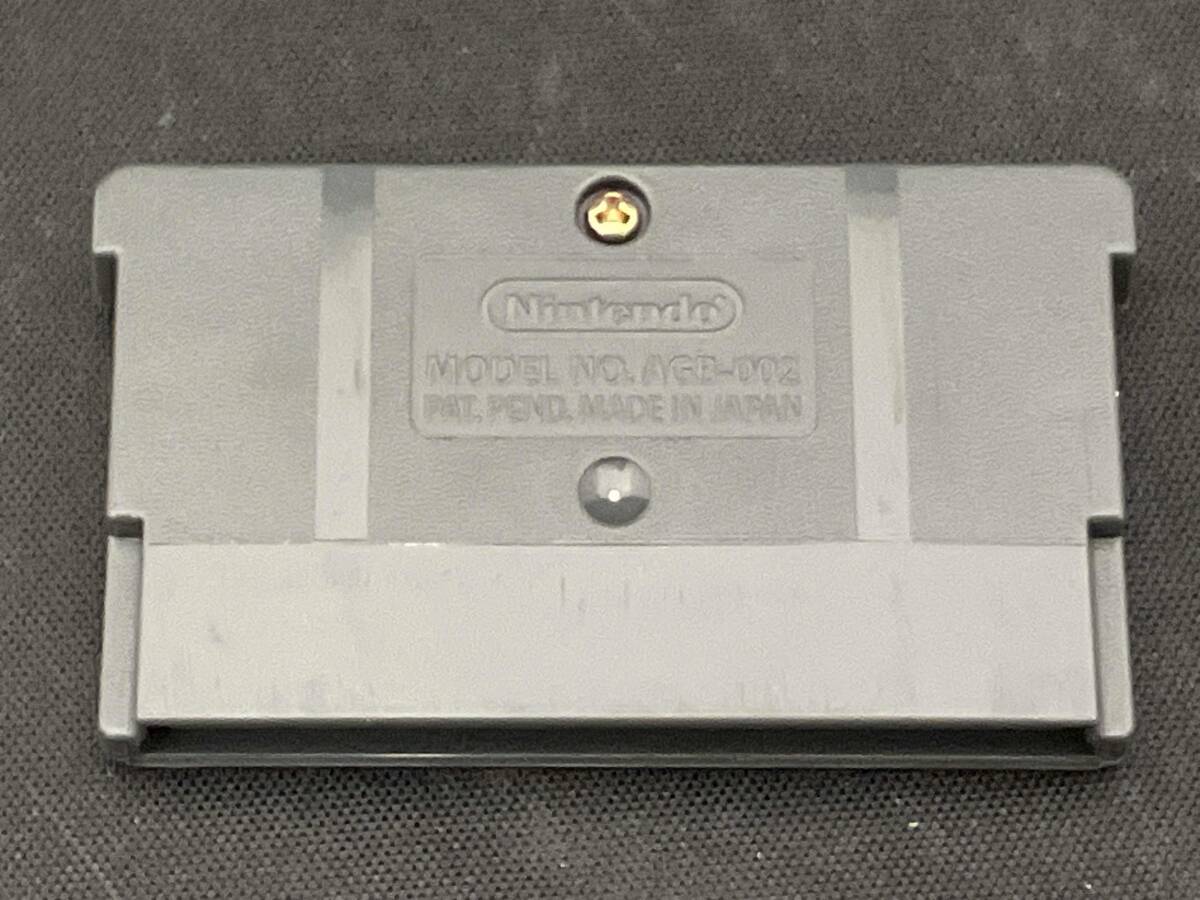 Nintendo®
MODEL NO. AGB-002
PAT. PEND. MADE IN JAPAN